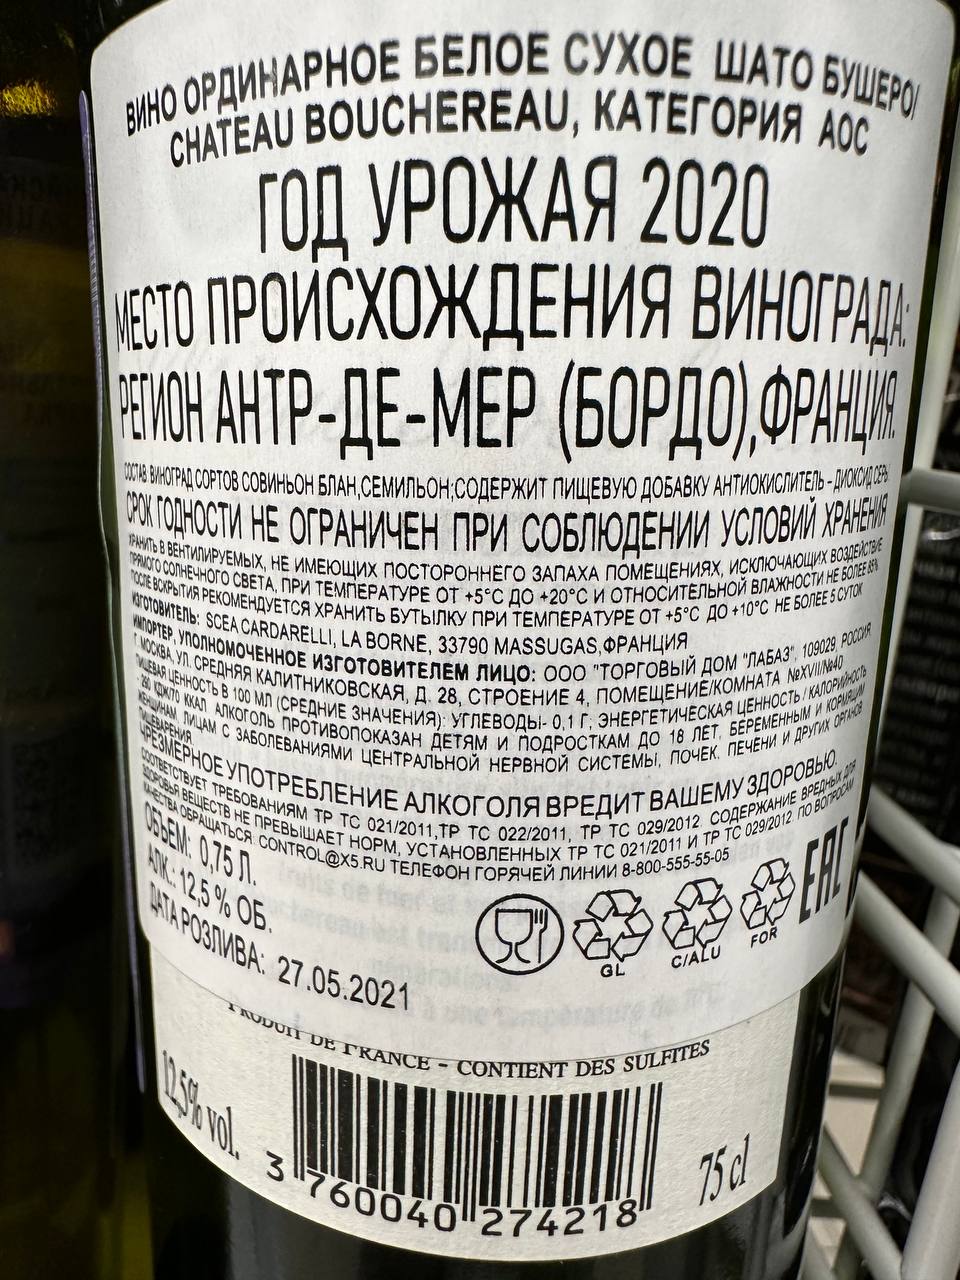 ВИНО ОРДИНАРНОЕ БЕЛОЕ СУХОЕ ШАТО БУШЕРО/
CHATEAU BOUCHEREAU, КАТЕГОРИЯ АОС
ГОД УРОЖАЯ 2020
МЕСТО ПРОИСХОЖДЕНИЯ ВИНОГРАДА:
РЕГИОН АНТР-ДЕ-МЕР (БОРДО),ФРАНЦИЯ.
СОСТАВ: ВИНОГРАД СОРТОВ СОВИНЬОН БЛАН,СЕМИЛЬОН;СОДЕРЖИТ ПИЩЕВУЮ ДОБАВКУ АНТИОКИСЛИТЕЛЬ - ДИОКСИД СЕРЫ
СРОК ГОДНОСТИ НЕ ОГРАНИЧЕН ПРИ СОБЛЮДЕНИИ УСЛОВИЙ ХРАНЕНИЯ
ХРАНИТЬ В ВЕНТИЛИРУЕМЫХ, НЕ ИМЕЮЩИХ ПОСТОРОННЕГО ЗАПАХА ПОМЕЩЕНИЯХ, ИСКЛЮЧАЮЩИХ ВОЗДЕЙСТВИЕ
ПРЯМОГО СОЛНЕЧНОГО СВЕТА, ПРИ ТЕМПЕРАТУРЕ ОТ +5°С ДО +20°С И ОТНОСИТЕЛЬНОЙ ВЛАЖНОСТИ НЕ БОЛЕЕ 85%
ПОСЛЕ ВСКРЫТИЯ РЕКОМЕНДУЕТСЯ ХРАНИТЬ БУТЫЛКУ ПРИ ТЕМПЕРАТУРЕ ОТ +5°С ДО +10°С НЕ БОЛЕЕ 5 СУТОК
ИЗГОТОВИТЕЛЬ: SCEA CARDARELLI, LA BORNE, 33790 MASSUGAS,ФРАНЦИЯ
ИМПОРТЕР, УПОЛНОМОЧЕННОЕ ИЗГОТОВИТЕЛЕМ ЛИЦО: ООО "ТОРГОВЫЙ ДОМ "ЛАБАЗ", 109029, РОССИЯ,
Г. МОСКВА, УЛ. СРЕДНЯЯ КАЛИТНИКОВСКАЯ, Д. 28, СТРОЕНИЕ 4, ПОМЕЩЕНИЕ/КОМНАТА №XVIII/№40
ПИЩЕВАЯ ЦЕННОСТЬ В 100 МЛ (СРЕДНИЕ ЗНАЧЕНИЯ): УГЛЕВОДЫ- 0,1 Г; ЭНЕРГЕТИЧЕСКАЯ ЦЕННОСТЬ / КАЛОРИЙНОСТЬ
- 290 КДЖ/70 ККАЛ АЛКОГОЛЬ ПРОТИВОПОКАЗАН ДЕТЯМ И ПОДРОСТКАМ ДО 18 ЛЕТ, БЕРЕМЕННЫМ И КОРМЯЩИМ
ЖЕНЩИНАМ, ЛИЦАМ С ЗАБОЛЕВАНИЯМИ ЦЕНТРАЛЬНОЙ НЕРВНОЙ СИСТЕМЫ, ПОЧЕК, ПЕЧЕНИ И ДРУГИХ ОРГАНОВ
ПИЩЕВАРЕНИЯ
ЧРЕЗМЕРНОЕ УПОТРЕБЛЕНИЕ АЛКОГОЛЯ ВРЕДИТ ВАШЕМУ ЗДОРОВЬЮ.
СООТВЕТСТВУЕТ ТРЕБОВАНИЯМ ТР ТС 021/2011,ТР ТС 022/2011, ТР ТС 029/2012. СОДЕРЖАНИЕ ВРЕДНЫХ ДЛЯ
ЗДОРОВЬЯ ВЕЩЕСТВ НЕ ПРЕВЫШАЕТ НОРМ, УСТАНОВЛЕННЫХ ТР ТС 021/2011 И ТР ТС 029/2012. ПО ВОПРОСАМ
КАЧЕСТВА ОБРАЩАТЬСЯ: CONTROL@X5.RU ТЕЛЕФОН ГОРЯЧЕЙ ЛИНИИ 8-800-555-55-05
ОБЪЕМ: 0,75 Л.
АЛК.: 12,5 % ОБ.
ДАТА РОЗЛИВА: 27.05.2021
GL
C/ALU
FOR
EAC
PRODUIT DE FRANCE - CONTIENT DES SULFITES
12,5% vol.
75 cl
3 760040 274218